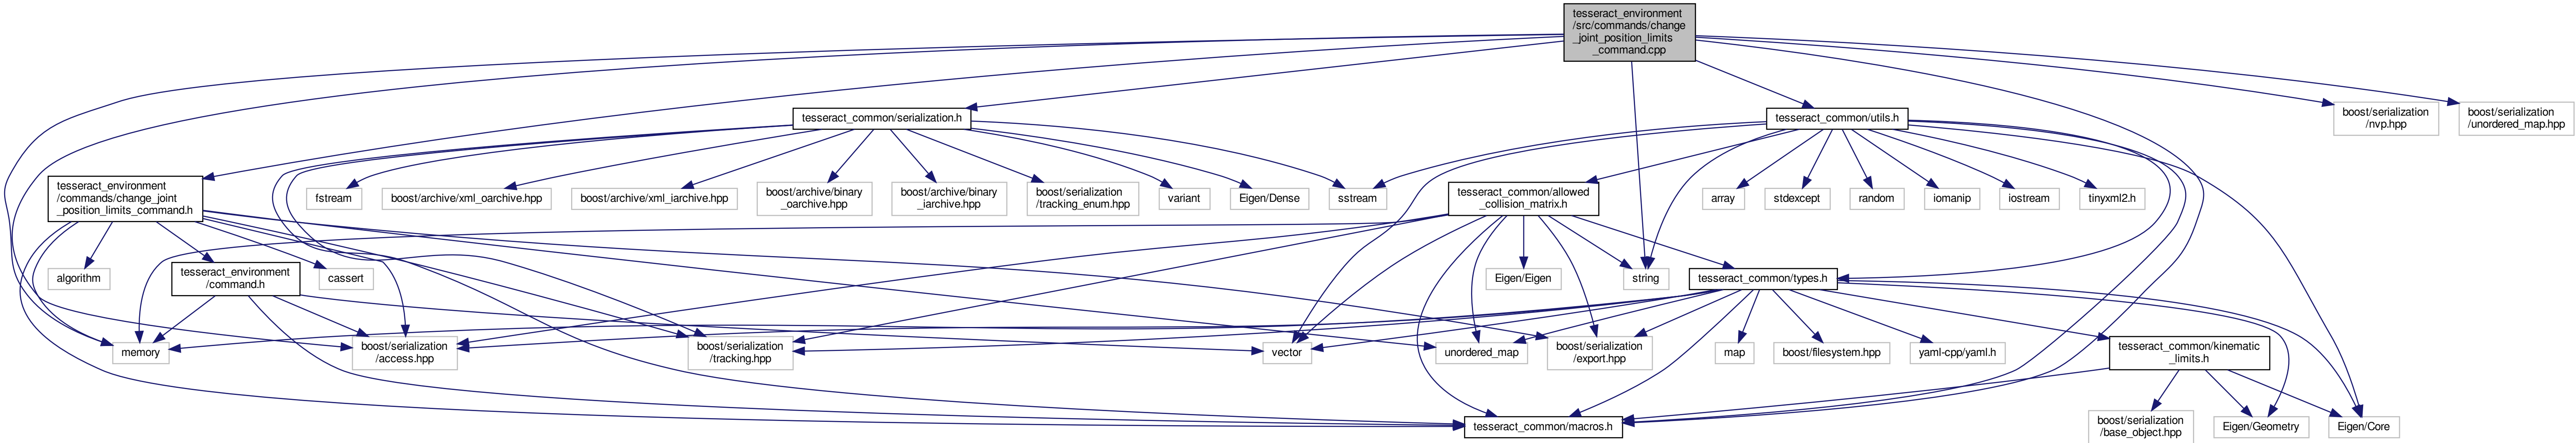 tesseract_environment
/src/commands/change
_joint_position_limits
_command.cpp
tesseract_common/serialization.h
tesseract_common/utils.h
boost/serialization
/nvp.hpp
boost/serialization
/unordered_map.hpp
tesseract_environment
/commands/change_joint
_position_limits_command.h
fstream
boost/archive/xml_oarchive.hpp
boost/archive/xml_iarchive.hpp
boost/archive/binary
_oarchive.hpp
boost/archive/binary
_iarchive.hpp
boost/serialization
/tracking_enum.hpp
variant
Eigen/Dense
sstream
tesseract_common/allowed
_collision_matrix.h
array
stdexcept
random
iomanip
iostream
tinyxml2.h
algorithm
tesseract_environment
/command.h
cassert
Eigen/Eigen
string
tesseract_common/types.h
memory
boost/serialization
/access.hpp
boost/serialization
/tracking.hpp
vector
unordered_map
boost/serialization
/export.hpp
map
boost/filesystem.hpp
yaml-cpp/yaml.h
tesseract_common/kinematic
_limits.h
tesseract_common/macros.h
boost/serialization
/base_object.hpp
Eigen/Geometry
Eigen/Core